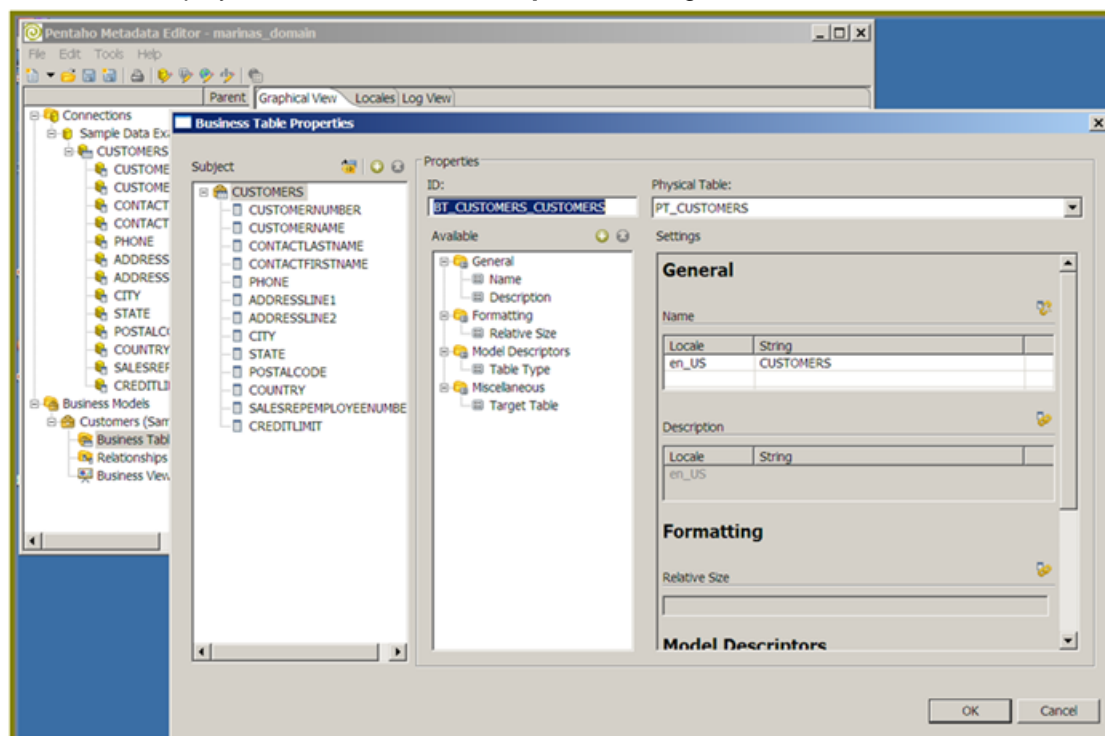 Pentaho Metadata Editor - marinas_domain
File Edit Tools Help
Parent Graphical View Locales Log View
Connections
Sample Data Exa
CUSTOMERS
CUSTOME
CUSTOME
CONTACT
CONTACT
PHONE
ADDRESS
ADDRESS
CITY
STATE
POSTALCO
COUNTRY
SALESREP
CREDITLI
Business Models
Customers (Sam
Business Tabl
Relationships
Business View
Business Table Properties
Subject
CUSTOMERS
CUSTOMERNUMBER
CUSTOMERNAME
CONTACTLASTNAME
CONTACTFIRSTNAME
PHONE
ADDRESSLINE1
ADDRESSLINE2
CITY
STATE
POSTALCODE
COUNTRY
SALESREPEMPLOYEENUMBE
CREDITLIMIT
Properties
ID:
BT_CUSTOMERS_CUSTOMERS
Physical Table:
PT_CUSTOMERS
Available
General
Name
Description
Formatting
Relative Size
Model Descriptors
Table Type
Miscellaneous
Target Table
Settings
General
Name
Locale String
en_US CUSTOMERS
Description
Locale String
en_US
Formatting
Relative Size
Model Descriptors
OK Cancel